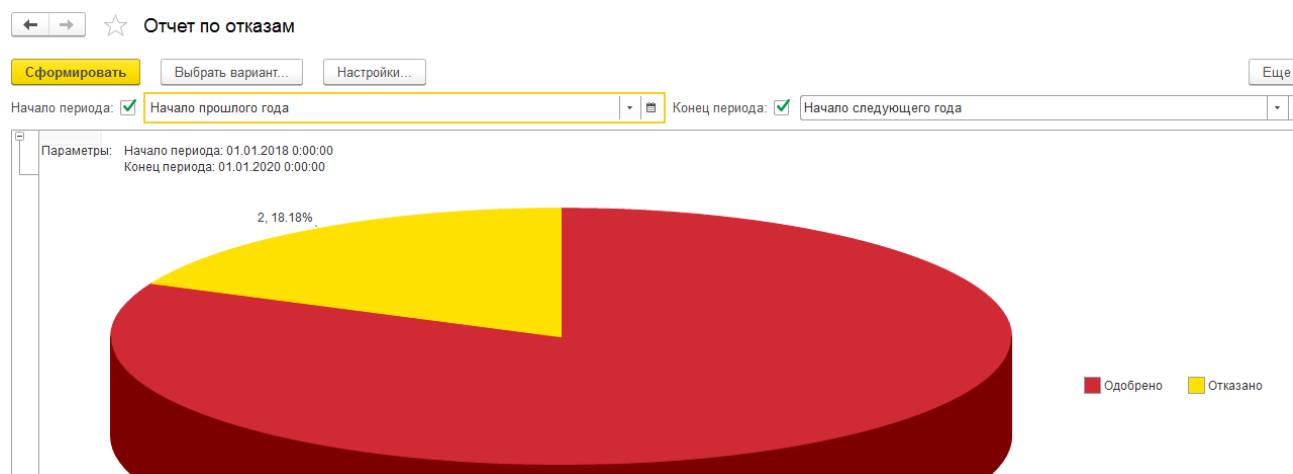 Отчет по отказам
Сформировать Выбрать вариант... Настройки... Еще
Начало периода: Начало прошлого года Конец периода: Начало следующего года
Параметры: Начало периода: 01.01.2018 0:00:00
Конец периода: 01.01.2020 0:00:00
2, 18.18%
Одобрено Отказано